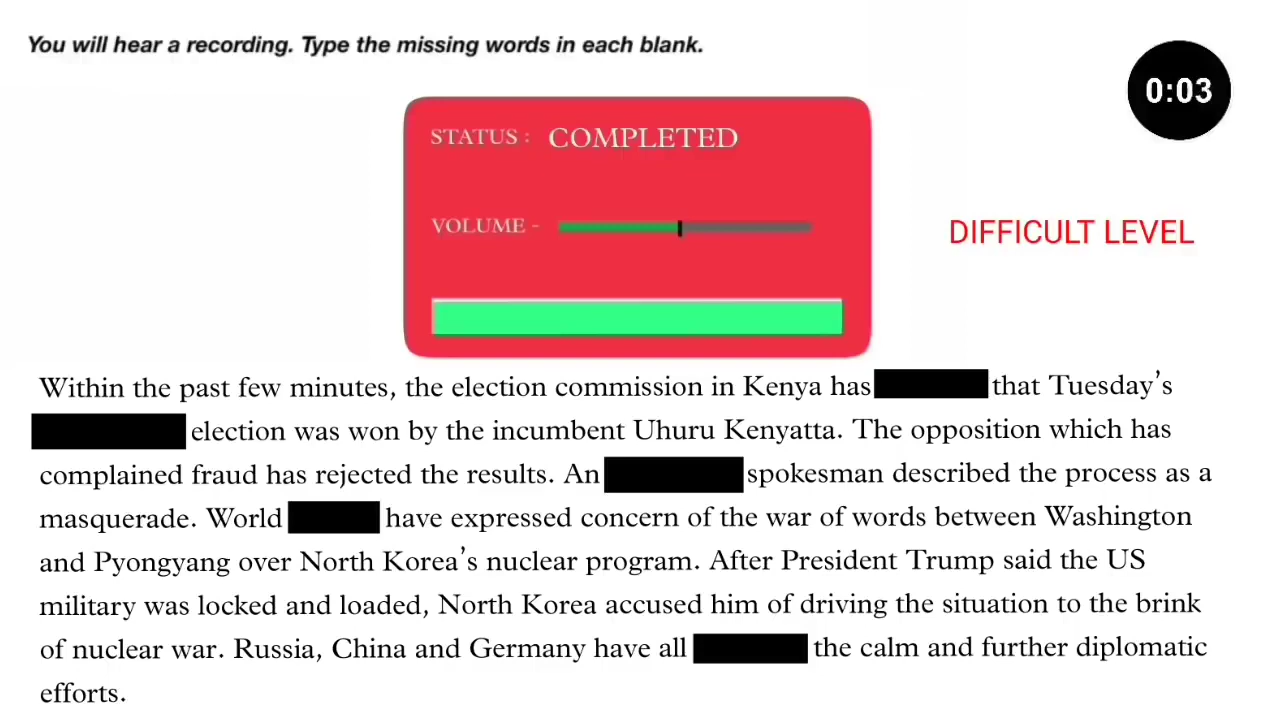 You will hear a recording. Type the missing words in each blank.
0:03
STATUS : COMPLETED
VOLUME -
DIFFICULT LEVEL
Within the past few minutes, the election commission in Kenya has that Tuesday's
election was won by the incumbent Uhuru Kenyatta. The opposition which has
complained fraud has rejected the results. An spokesman described the process as a
masquerade. World have expressed concern of the war of words between Washington
and Pyongyang over North Korea's nuclear program. After President Trump said the US
military was locked and loaded, North Korea accused him of driving the situation to the brink
of nuclear war. Russia, China and Germany have all the calm and further diplomatic
efforts.